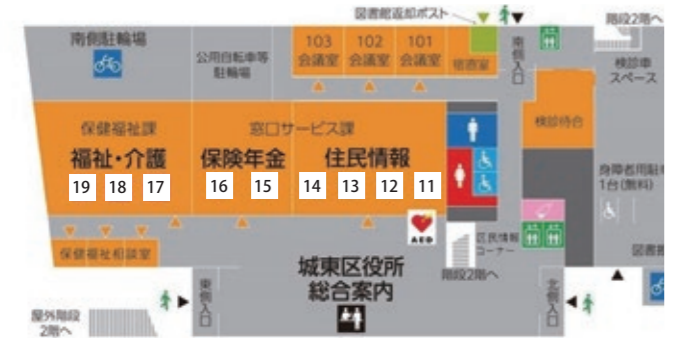 図書館返却ポスト
階段2階へ
南側駐輪場
公用自転車等
駐輪場
103
会議室
102
会議室
101
会議室
宿直室
南側入口
検診車
スペース
検診待合
保健福祉課
窓口サービス課
福祉・介護
保険年金
住民情報
19 18 17
16 15
14 13 12 11
身障者用駐車
1台(無料)
AED
保健福祉相談室
区民情報
コーナー
図書館
階段2階へ
城東区役所
総合案内
東側入口
北側入口
屋外階段
2階へ